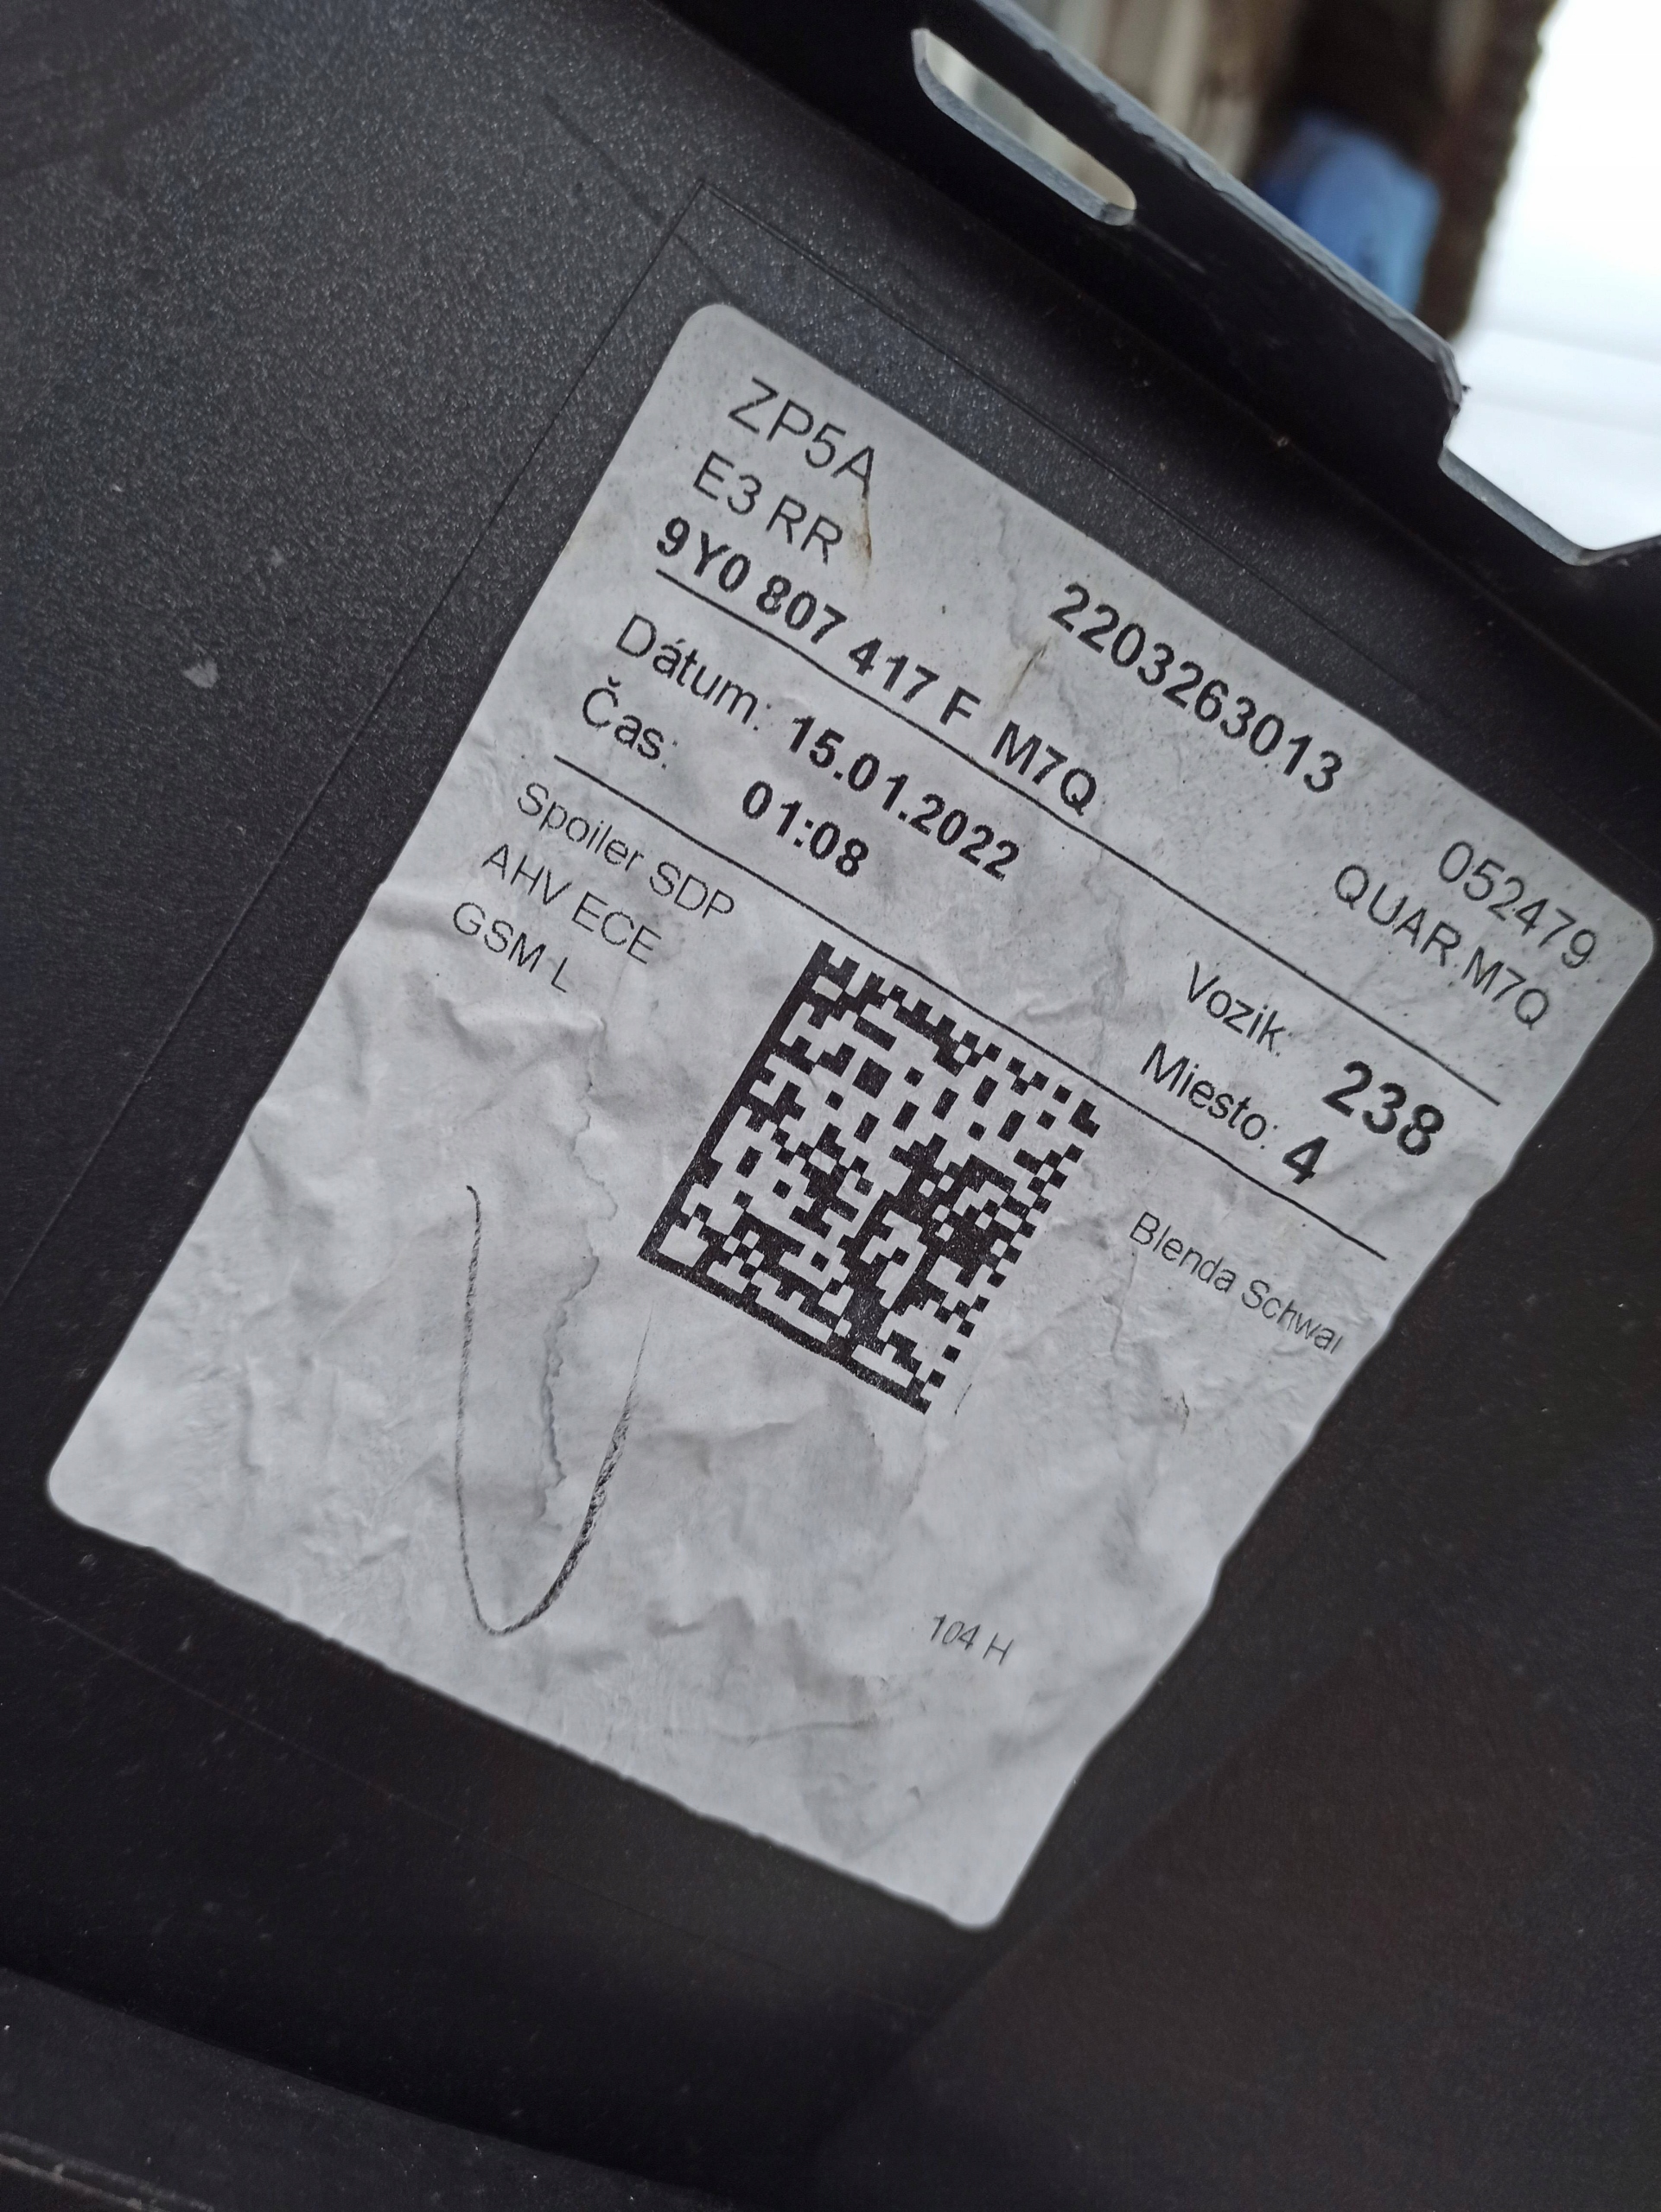 ZP5A 2203263013 052479
E3 RR QUAR M7Q
9Y0 807 417 F M7Q
Dátum: 15.01.2022 Vozik: 238
Čas: 01:08 Miesto: 4
Spoiler SDP Blenda Schwar
AHV ECE
GSM L
104 H